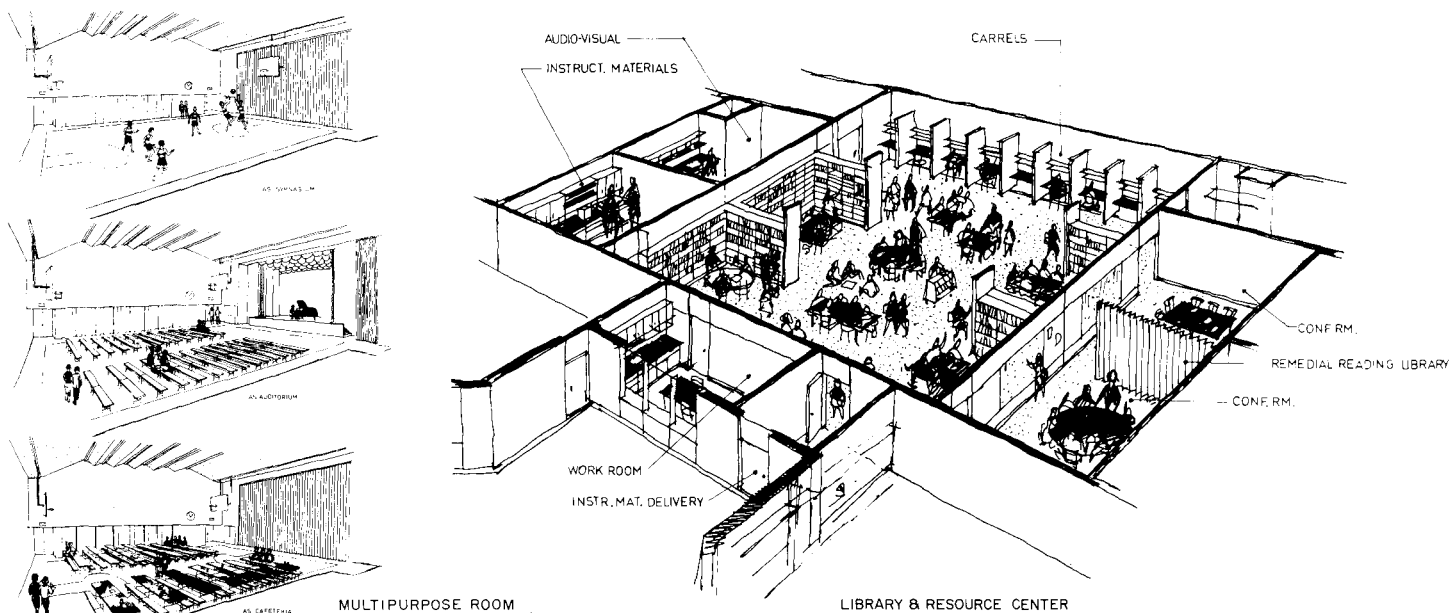 AS GYMNASIUM
AS AUDITORIUM
AS CAFETERIA
MULTIPURPOSE ROOM
AUDIO-VISUAL
INSTRUCT. MATERIALS
CARRELS
CONF. RM.
REMEDIAL READING LIBRARY
CONF. RM.
WORK ROOM
INSTR. MAT. DELIVERY
LIBRARY & RESOURCE CENTER